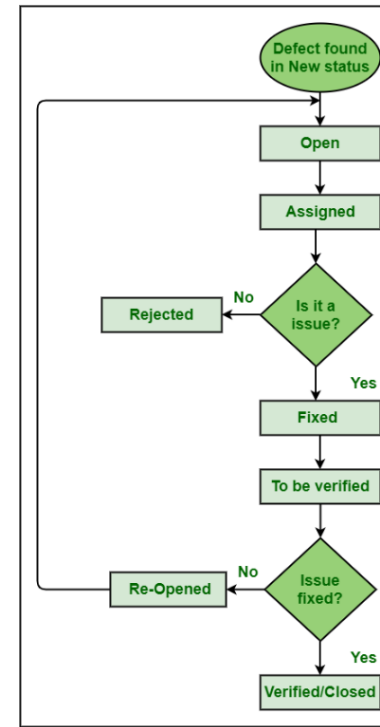 Defect found
in New status
Open
Assigned
Is it a
issue?
No
Rejected
Yes
Fixed
To be verified
Issue
fixed?
No
Re-Opened
Yes
Verified/Closed